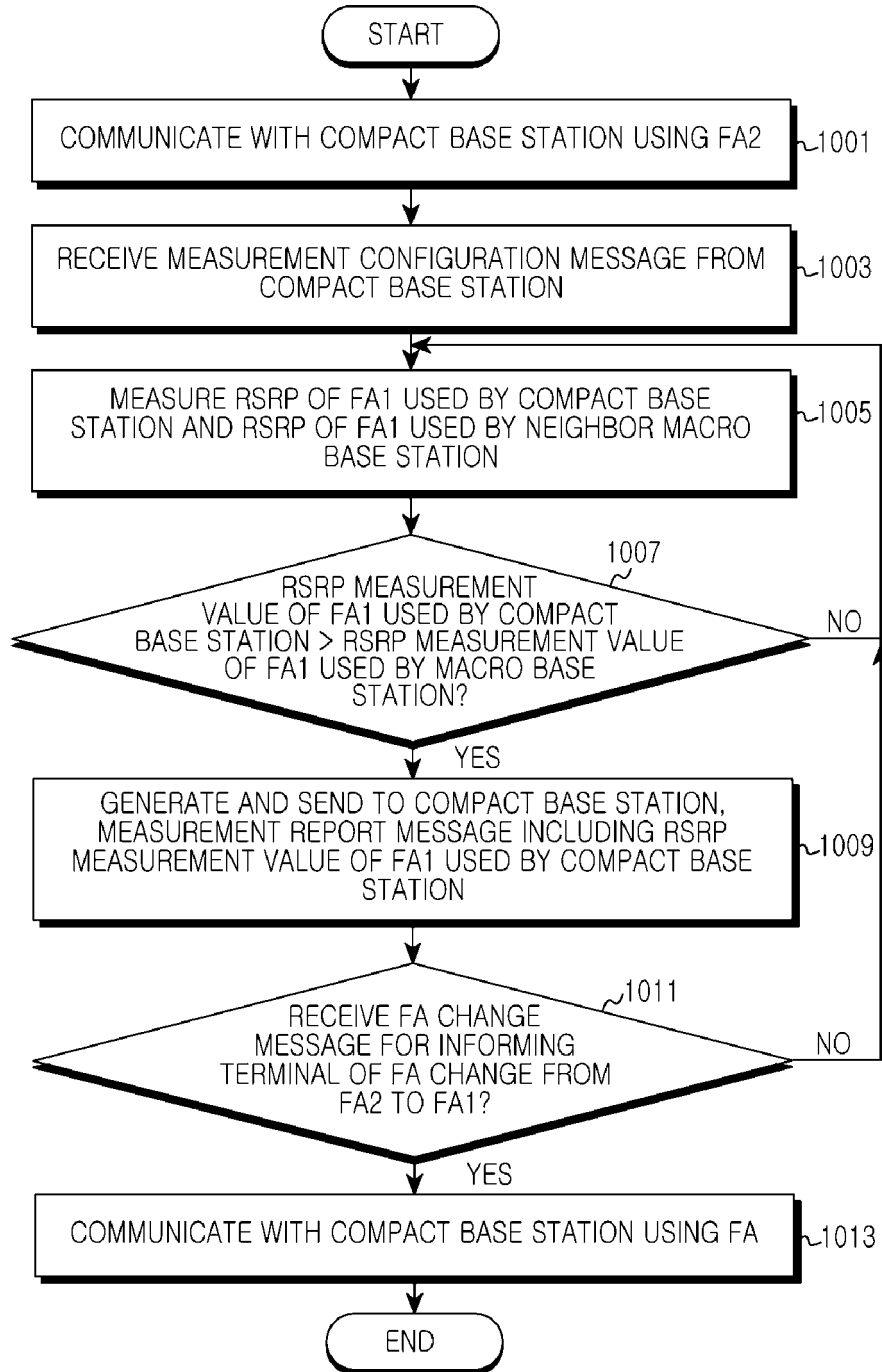 START
COMMUNICATE WITH COMPACT BASE STATION USING FA2
1001
RECEIVE MEASUREMENT CONFIGURATION MESSAGE FROM
COMPACT BASE STATION
1003
MEASURE RSRP OF FA1 USED BY COMPACT BASE
STATION AND RSRP OF FA1 USED BY NEIGHBOR MACRO
BASE STATION
1005
1007
RSRP MEASUREMENT
VALUE OF FA1 USED BY COMPACT
BASE STATION > RSRP MEASUREMENT VALUE
OF FA1 USED BY MACRO BASE
STATION?
NO
YES
GENERATE AND SEND TO COMPACT BASE STATION,
MEASUREMENT REPORT MESSAGE INCLUDING RSRP
MEASUREMENT VALUE OF FA1 USED BY COMPACT BASE
STATION
1009
1011
RECEIVE FA CHANGE
MESSAGE FOR INFORMING
TERMINAL OF FA CHANGE FROM
FA2 TO FA1?
NO
YES
COMMUNICATE WITH COMPACT BASE STATION USING FA
1013
END